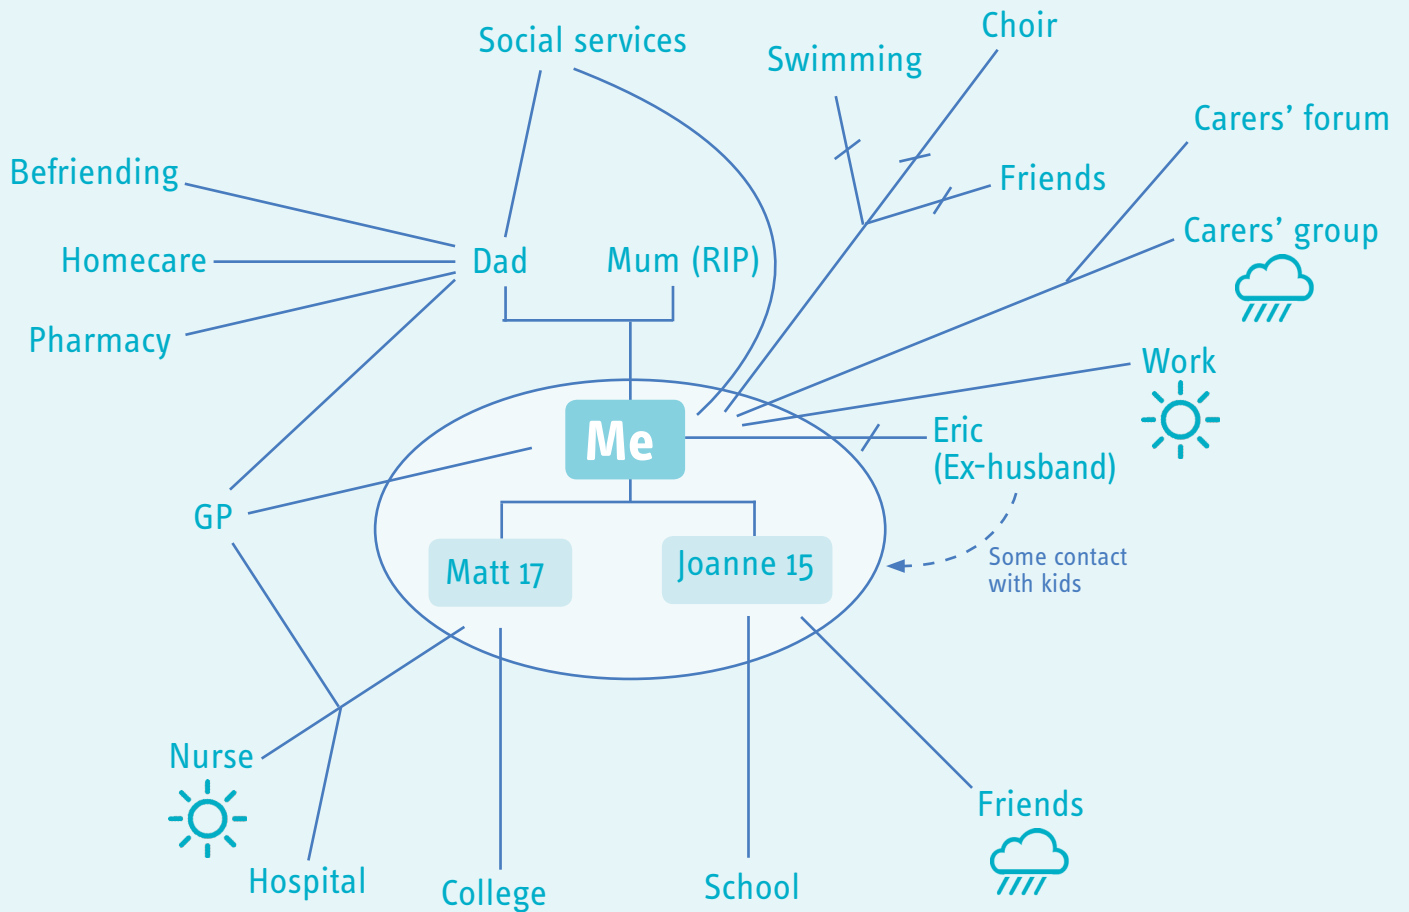 Choir
Social services
Swimming
Carers’ forum
Befriending
Friends
Carers’ group
Homecare
Dad
Mum (RIP)
Pharmacy
Work
Me
Eric
(Ex-husband)
GP
Some contact
with kids
Matt 17
Joanne 15
Nurse
Friends
Hospital
College
School